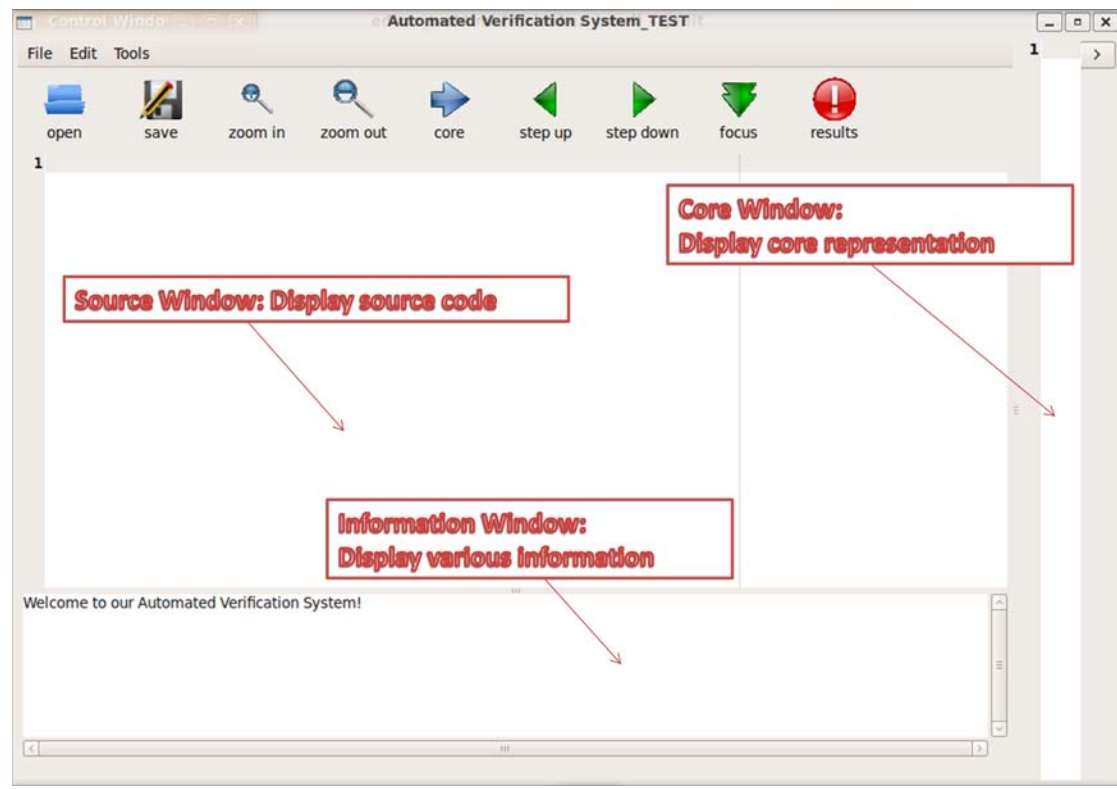 Control Window
Automated Verification System_TEST
File Edit Tools
1
>
open save zoom in zoom out core step up step down focus results
1
Core Window:
Display core representation
Source Window: Display source code
Information Window:
Display various information
Welcome to our Automated Verification System!